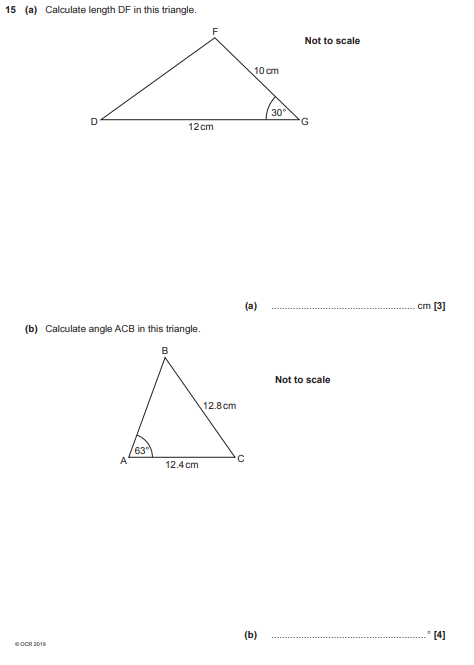 15 (a) Calculate length DF in this triangle.
F
Not to scale
10 cm
30°
D
G
12 cm
(a) ...................................................... cm [3]
(b) Calculate angle ACB in this triangle.
B
Not to scale
12.8 cm
63°
A
C
12.4 cm
(b) ...................................................... ° [4]
© OCR 2019